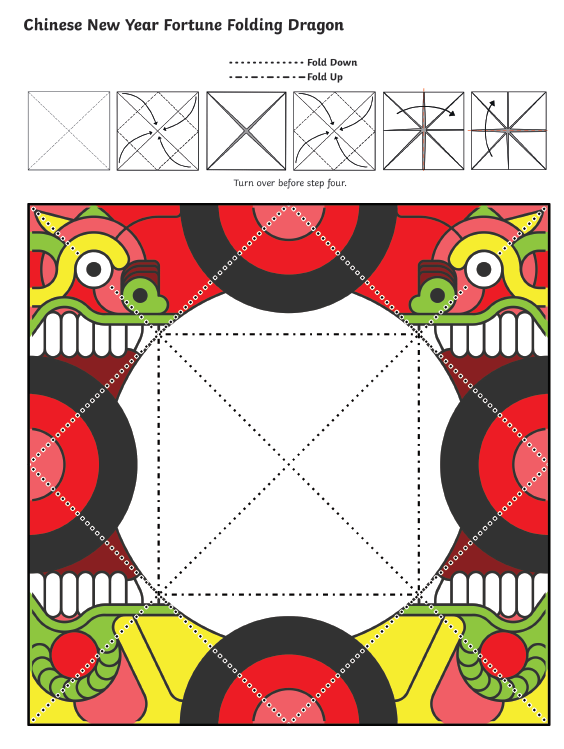 Chinese New Year Fortune Folding Dragon
Fold Down
Fold Up
Turn over before step four.